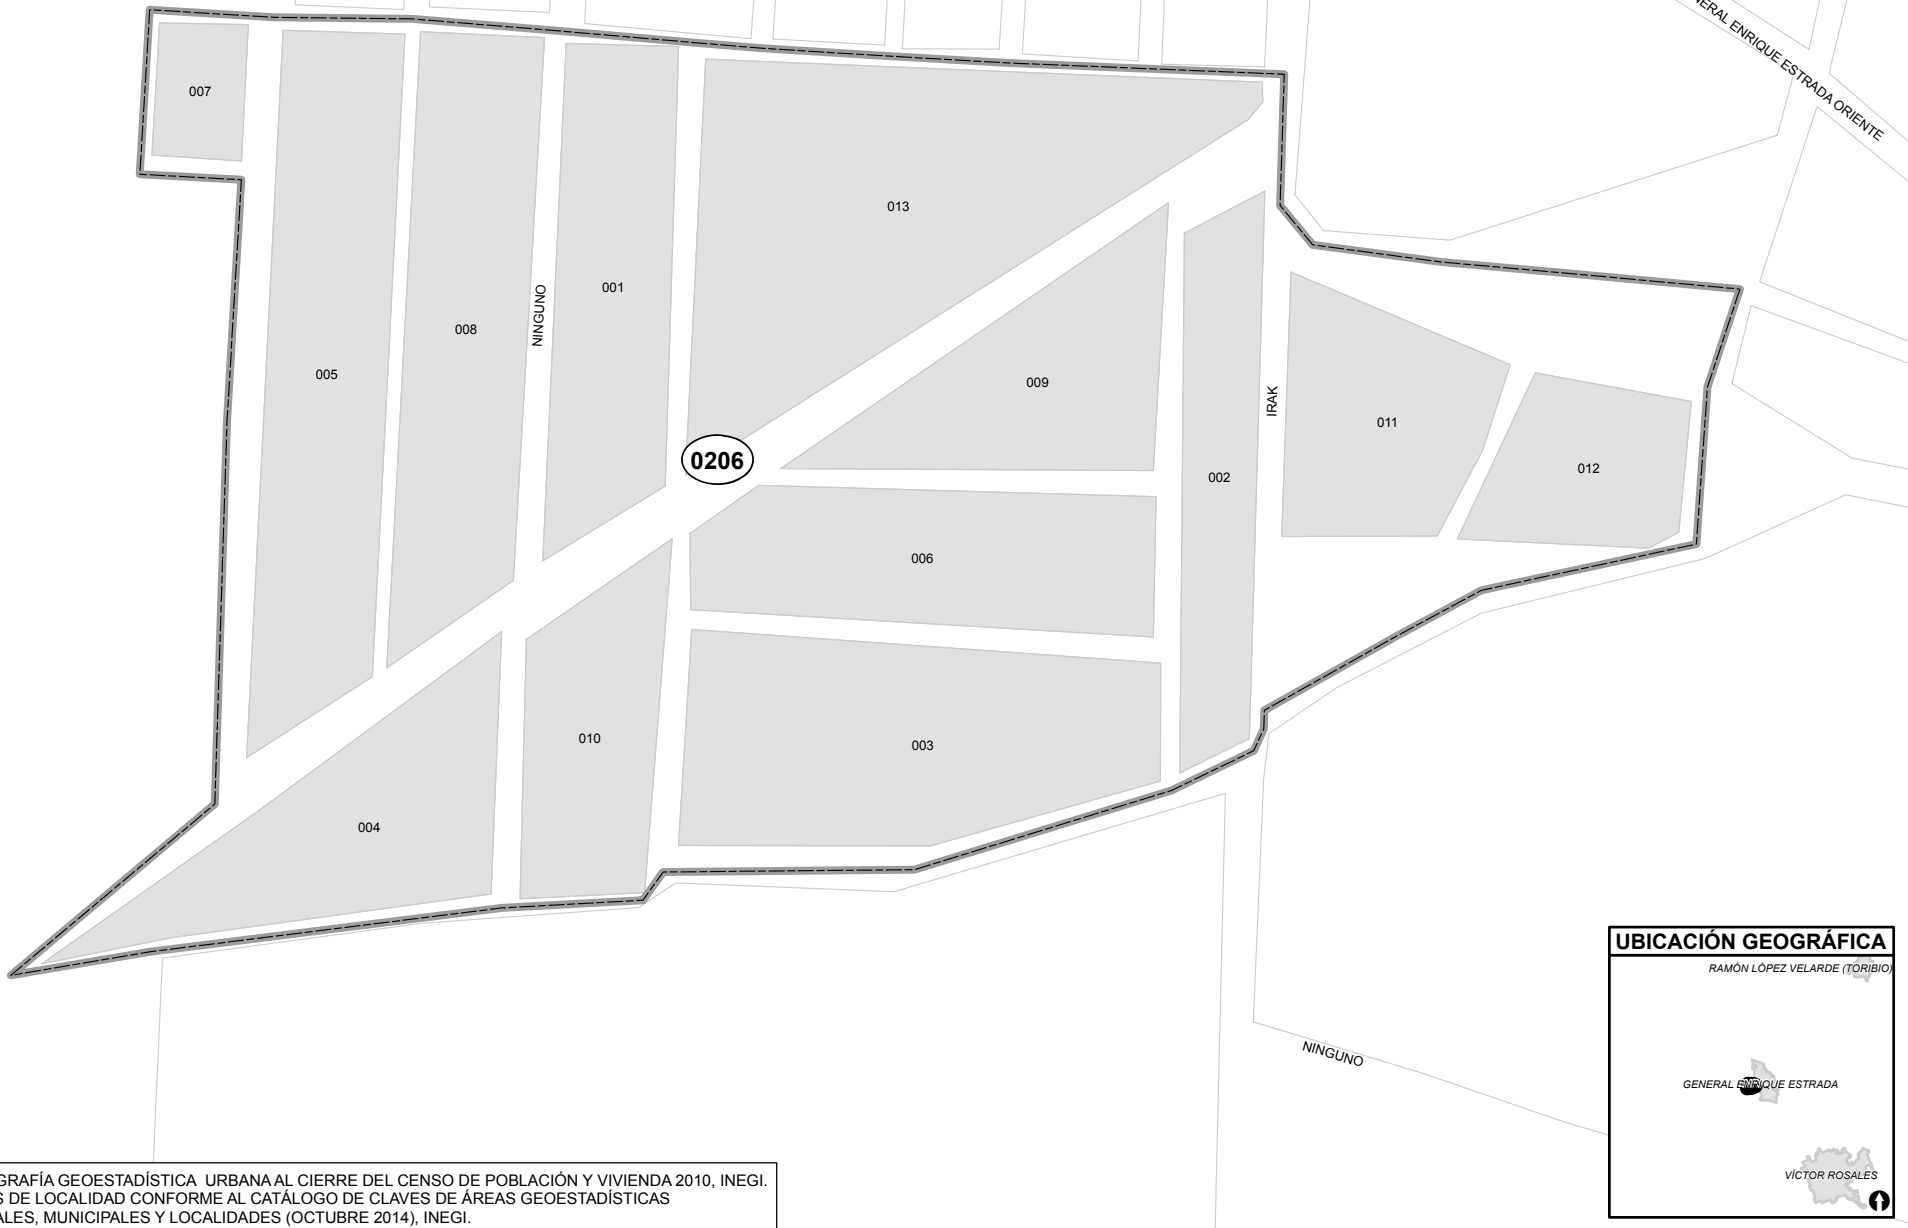 ENRIQUE ESTRADA ORIENTE
007
013
001
NINGUNO
008
005
009
IRAK
011
0206
012
002
006
010
003
004
NINGUNO
UBICACIÓN GEOGRÁFICA
RAMÓN LÓPEZ VELARDE (TORIBIO)
GENERAL ENRIQUE ESTRADA
VÍCTOR ROSALES
GEOESTADÍSTICA URBANA AL CIERRE DEL CENSO DE POBLACIÓN Y VIVIENDA 2010, INEGI.
DE LOCALIDAD CONFORME AL CATÁLOGO DE CLAVES DE ÁREAS GEOESTADÍSTICAS
MUNICIPALES Y LOCALIDADES (OCTUBRE 2014), INEGI.